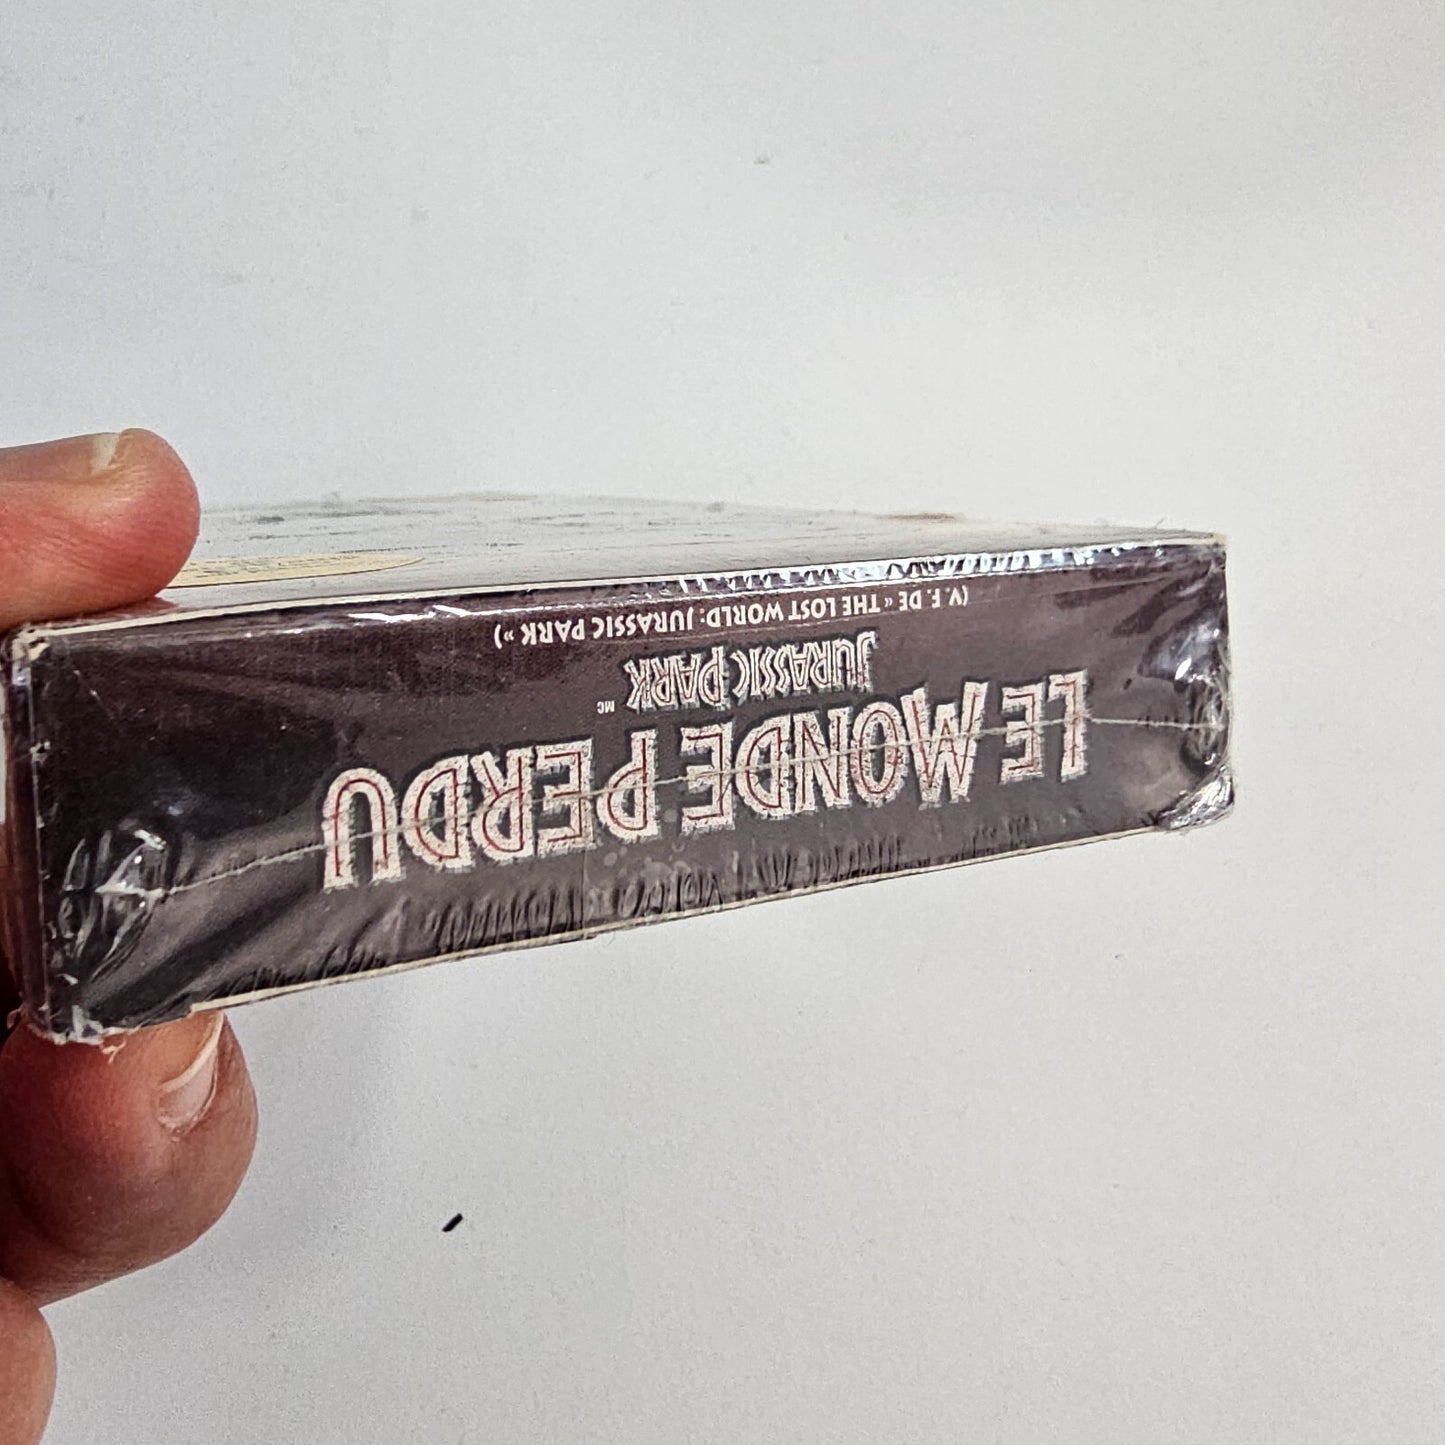 LE MONDE PERDU
JURASSIC PARK MC
(V.F. DE « THE LOST WORLD: JURASSIC PARK »)